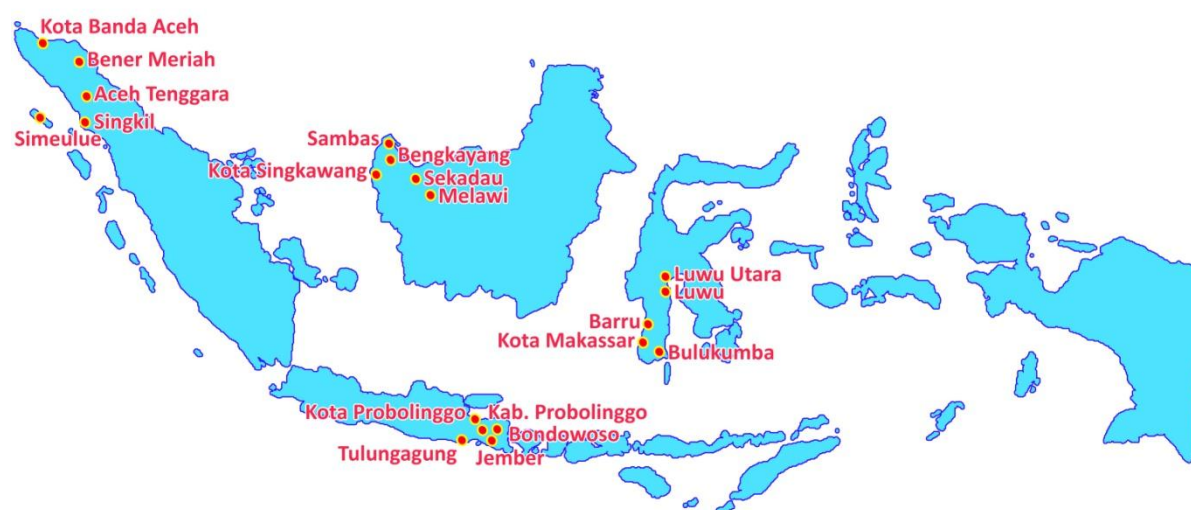 Kota Banda Aceh
Bener Meriah
Aceh Tenggara
Singkil
Simeulue
Sambas
Bengkayang
Kota Singkawang
Sekadau
Melawi
Luwu Utara
Luwu
Barru
Kota Makassar
Bulukumba
Kota Probolinggo
Kab. Probolinggo
Bondowoso
Tulungagung
Jember